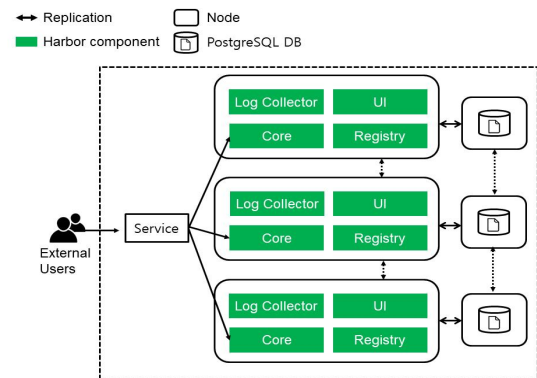 Replication
Node
Harbor component
PostgreSQL DB
Log Collector
UI
Core
Registry
Log Collector
UI
Core
Registry
Log Collector
UI
Core
Registry
Service
External
Users